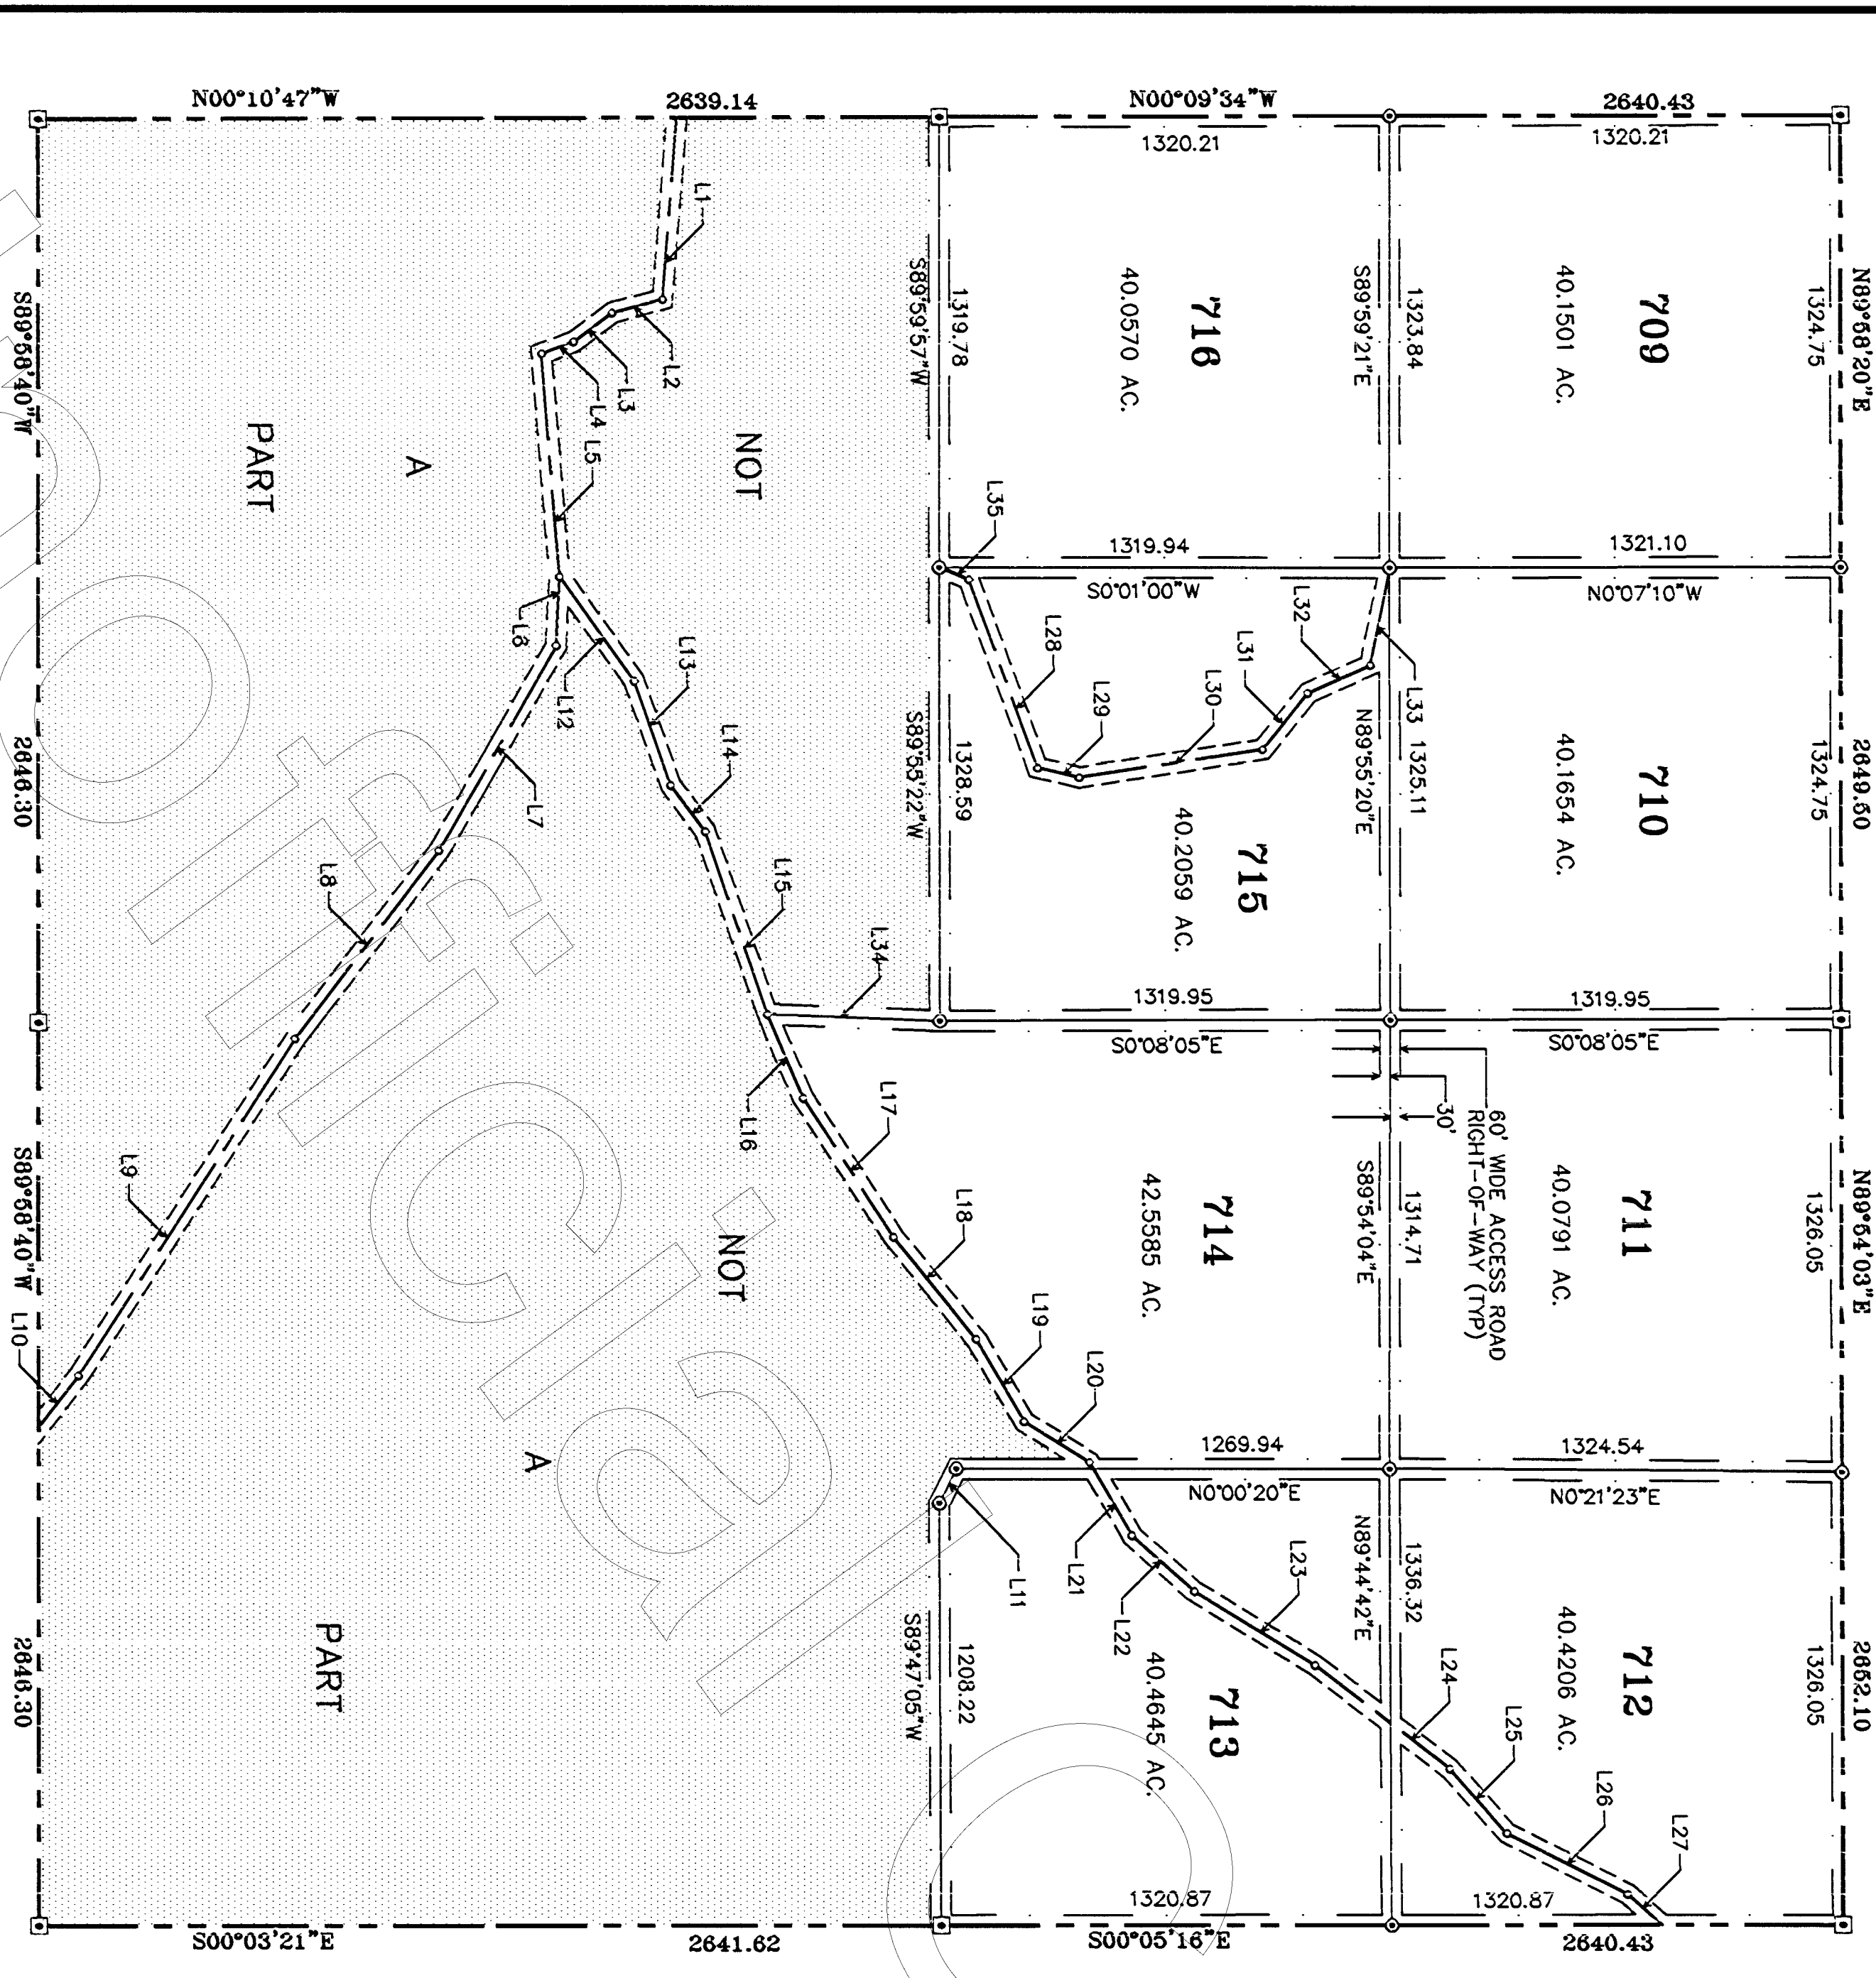 N89°58'20"E
2649.50
N89°54'03"E
2652.10
1324.75
1324.75
1326.05
1326.05
2640.43
1320.21
709
40.1501 AC.
1321.10
N0°07'10"W
710
40.1654 AC.
1319.95
S0°08'05"E
711
40.0791 AC.
1324.54
N0°21'23"E
712
40.4206 AC.
L27
L26
L25
L24
1320.87
2640.43
60' WIDE ACCESS ROAD
RIGHT-OF-WAY (TYP)
30'
1323.84
S89°59'21"E
L33
1325.11
N89°55'20"E
1314.71
S89°54'04"E
1336.32
N89°44'42"E
N00°09'34"W
1320.21
716
40.0570 AC.
1319.94
S0°01'00"W
L32
L31
L30
L29
L28
L35
715
40.2059 AC.
1319.95
S0°08'05"E
714
42.5585 AC.
1269.94
N0°00'20"E
L23
L22
L21
L11
713
40.4645 AC.
1320.87
S00°05'16"E
1319.78
S89°59'57"W
1328.59
S89°55'22"W
L20
L19
L18
L17
1208.22
S89°47'05"W
2639.14
N00°10'47"W
L1
L2
L3
L4
L5
L6
L12
L13
L14
L15
L34
L16
L7
L8
L9
L10
NOT
A
PART
NOT
A
PART
2641.62
S00°03'21"E
S89°58'40"W
2646.30
S89°58'40"W
2646.30